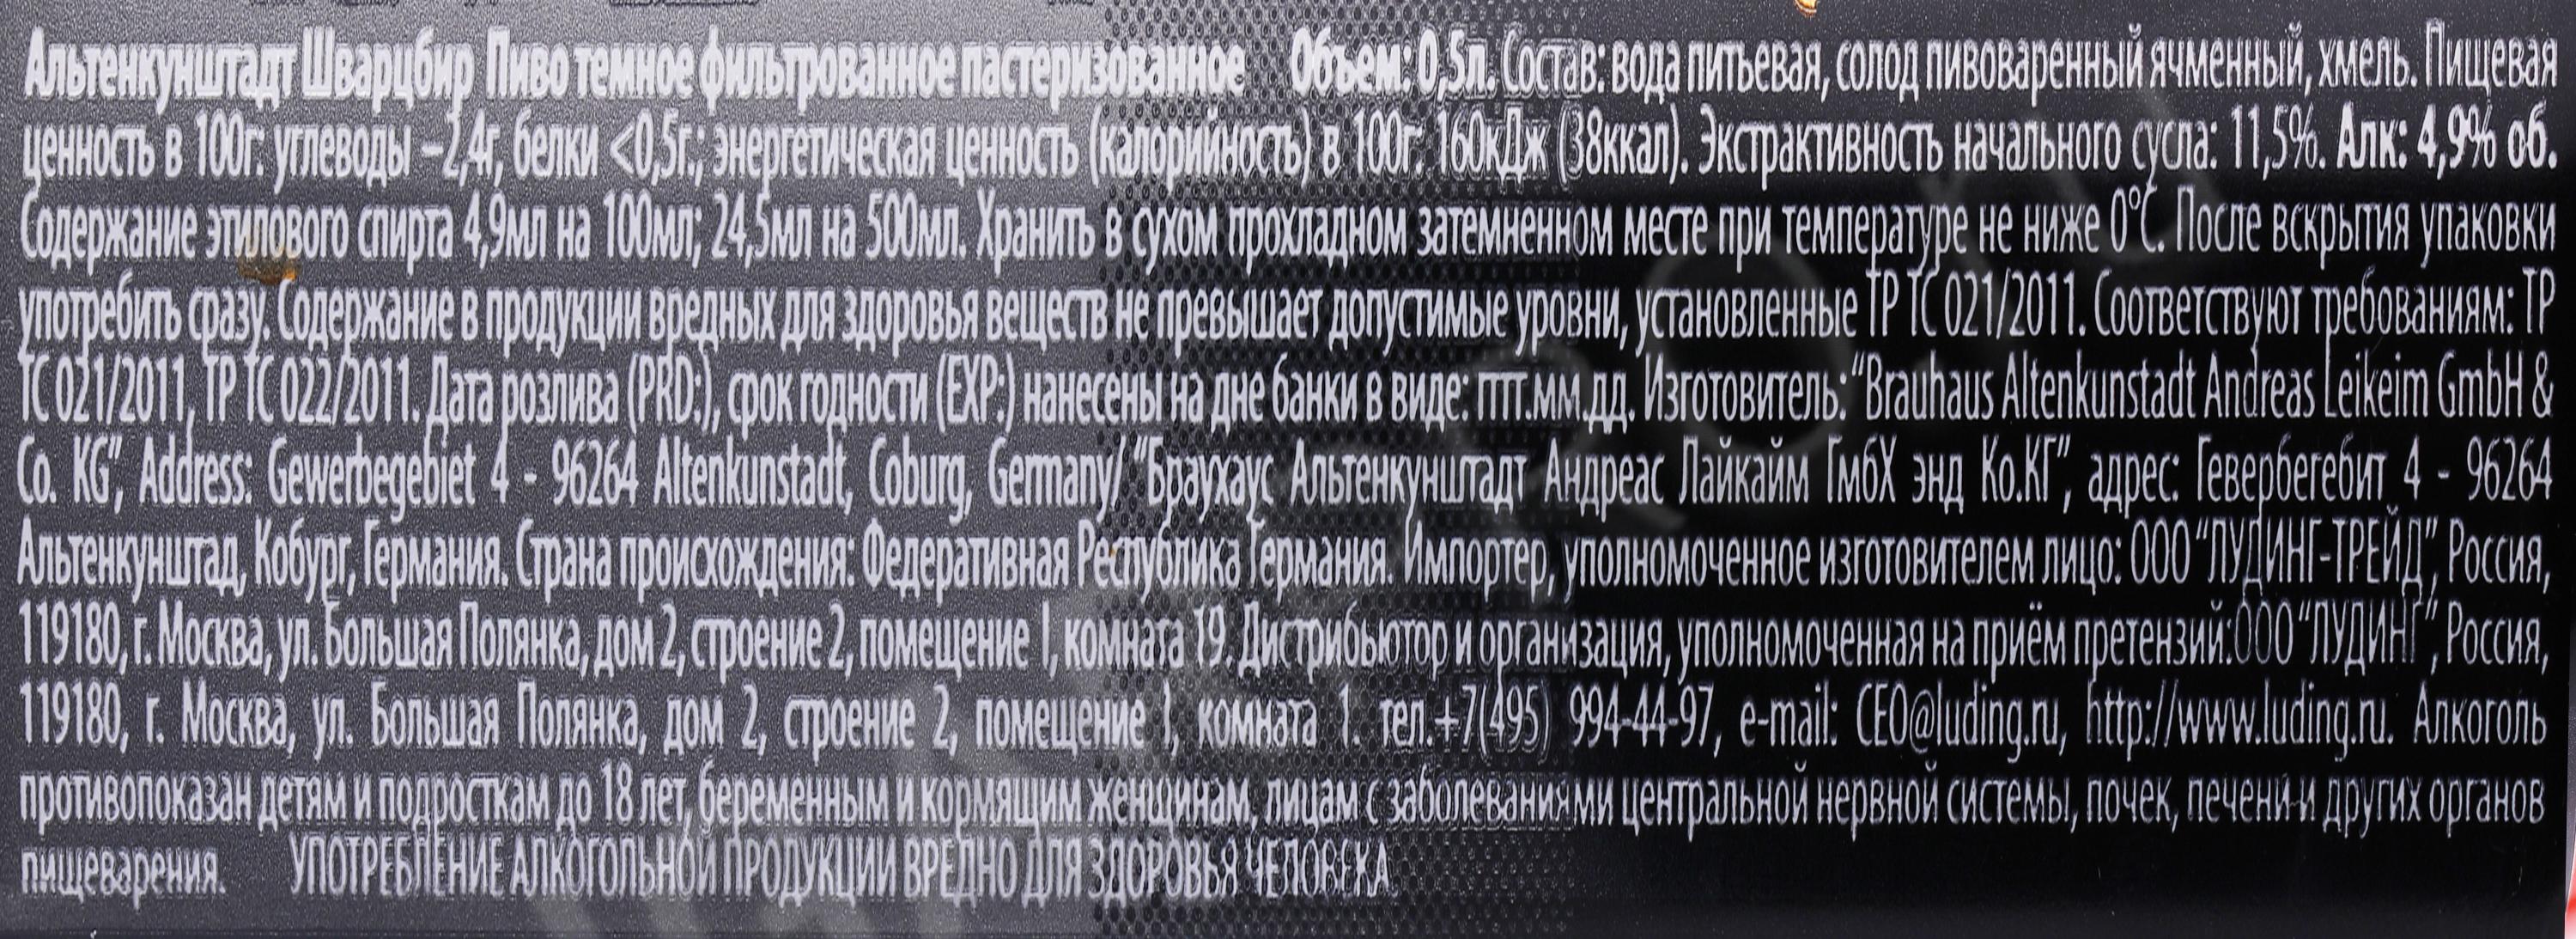 Альтенкунштадт Шварцбир Пиво темное фильтрованное пастеризованное Объем: 0,5л. Состав: вода питьевая, солод пивоваренный ячменный, хмель. Пищевая
ценность в 100г: углеводы –2,4г, белки <0,5г.; энергетическая ценность (калорийность) в 100г: 160кДж (38ккал). Экстрактивность начального сусла: 11,5%. Алк: 4,9% об.
Содержание этилового спирта 4,9мл на 100мл; 24,5мл на 500мл. Хранить в сухом прохладном затемненном месте при температуре не ниже 0°С. После вскрытия упаковки
употребить сразу. Содержание в продукции вредных для здоровья веществ не превышает допустимые уровни, установленные ТР ТС 021/2011. Соответствуют требованиям: ТР
ТС 021/2011, ТР ТС 022/2011. Дата розлива (PRD:), срок годности (EXP:) нанесены на дне банки в виде: гггг.мм.дд. Изготовитель: “Brauhaus Altenkunstadt Andreas Leikeim GmbH &
Co. KG”, Address: Gewerbegebiet 4 - 96264 Altenkunstadt, Coburg, Germany/ “Браухаус Альтенкунштадт Андреас Лайкайм ГмбХ энд Ко.КГ”, адрес: Гевербегебит 4 - 96264
Альтенкунштад, Кобург, Германия. Страна происхождения: Федеративная Республика Германия. Импортер, уполномоченное изготовителем лицо: ООО “ЛУДИНГ-ТРЕЙД”, Россия,
119180, г. Москва, ул. Большая Полянка, дом 2, строение 2, помещение I, комната 19. Дистрибьютор и организация, уполномоченная на приём претензий:ООО “ЛУДИНГ”, Россия,
119180, г. Москва, ул. Большая Полянка, дом 2, строение 2, помещение I, комната 1. тел.+7(495) 994-44-97, e-mail: CEO@luding.ru, http://www.luding.ru. Алкоголь
противопоказан детям и подросткам до 18 лет, беременным и кормящим женщинам, лицам с заболеваниями центральной нервной системы, почек, печени и других органов
пищеварения. УПОТРЕБЛЕНИЕ АЛКОГОЛЬНОЙ ПРОДУКЦИИ ВРЕДНО ДЛЯ ЗДОРОВЬЯ ЧЕЛОВЕКА